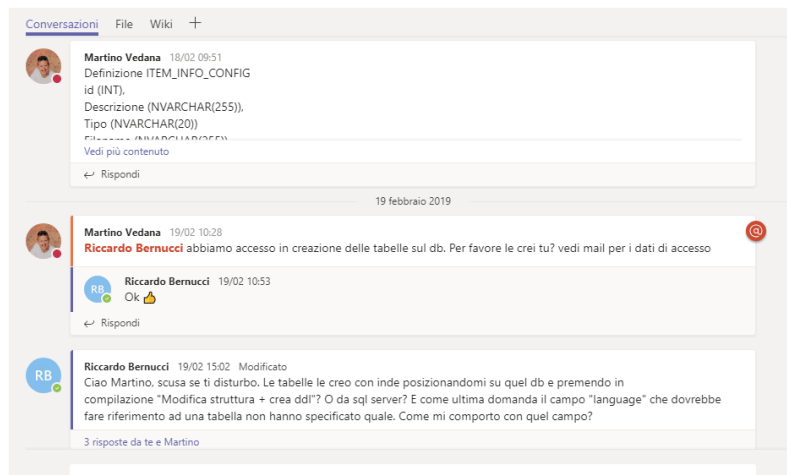 Conversazioni File Wiki +
Martino Vedana 18/02 09:51
Definizione ITEM_INFO_CONFIG
id (INT),
Descrizione (NVARCHAR(255)),
Tipo (NVARCHAR(20))
Vedi più contenuto
Rispondi
19 febbraio 2019
Martino Vedana 19/02 10:28
@
Riccardo Bernucci abbiamo accesso in creazione delle tabelle sul db. Per favore le crei tu? vedi mail per i dati di accesso
Riccardo Bernucci 19/02 10:53
RB
Ok 👍
Rispondi
Riccardo Bernucci 19/02 15:02 Modificato
RB
Ciao Martino, scusa se ti disturbo. Le tabelle le creo con inde posizionandomi su quel db e premendo in
compilazione "Modifica struttura + crea ddl"? O da sql server? E come ultima domanda il campo "language" che dovrebbe
fare riferimento ad una tabella non hanno specificato quale. Come mi comporto con quel campo?
3 risposte da te e Martino